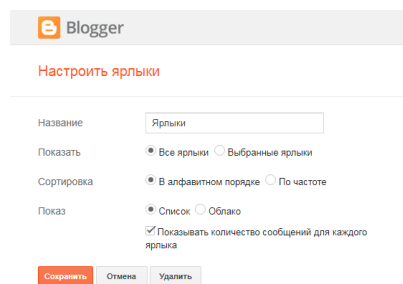 Blogger
Настроить ярлыки
Название Ярлыки
Показать Все ярлыки Выбранные ярлыки
Сортировка В алфавитном порядке По частоте
Показ Список Облако
Показывать количество сообщений для каждого
ярлыка
Сохранить Отмена Удалить